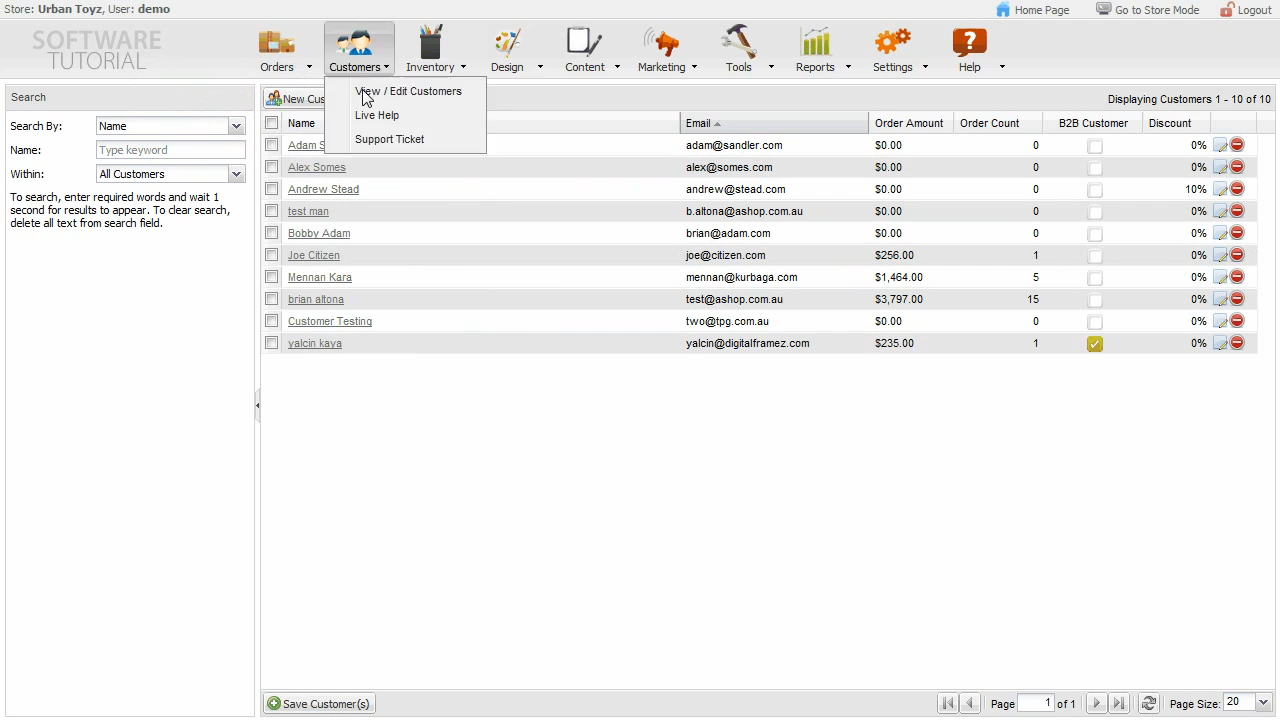 Store: Urban Toyz, User: demo
Home Page
Go to Store Mode
Logout
SOFTWARE
TUTORIAL
Orders
Customers
Inventory
Design
Content
Marketing
Tools
Reports
Settings
Help
View / Edit Customers
Live Help
Support Ticket
Search
New Cus
Displaying Customers 1 - 10 of 10
Search By: Name
Name: Type keyword
Within: All Customers
To search, enter required words and wait 1
second for results to appear. To clear search,
delete all text from search field.
Name Email Order Amount Order Count B2B Customer Discount
Adam S adam@sandler.com $0.00 0 0%
Alex Somes alex@somes.com $0.00 0 0%
Andrew Stead andrew@stead.com $0.00 0 10%
test man b.altona@ashop.com.au $0.00 0 0%
Bobby Adam brian@adam.com $0.00 0 0%
Joe Citizen joe@citizen.com $256.00 1 0%
Mennan Kara mennan@kurbaga.com $1,464.00 5 0%
brian altona test@ashop.com.au $3,797.00 15 0%
Customer Testing two@tpg.com.au $0.00 0 0%
yalcin kaya yalcin@digitalframez.com $235.00 1 0%
Save Customer(s)
Page 1 of 1
Page Size: 20